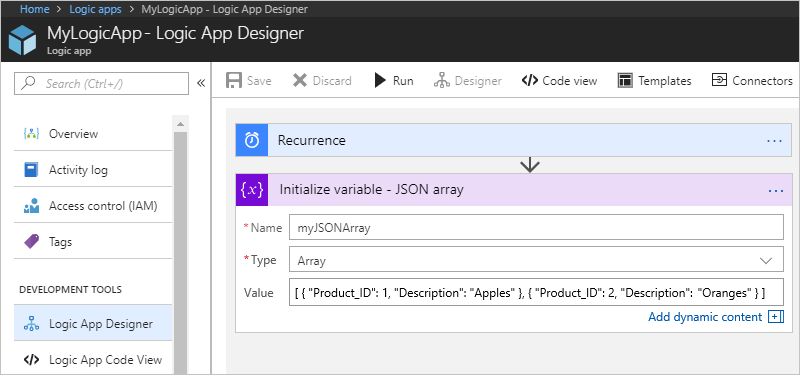 Home > Logic apps > MyLogicApp - Logic App Designer
MyLogicApp - Logic App Designer
Logic app
Search (Ctrl+/)
«
Save Discard Run Designer </> Code view Templates Connectors
Overview
Activity log
Access control (IAM)
Tags
DEVELOPMENT TOOLS
Logic App Designer
</> Logic App Code View
Recurrence ...
{x} Initialize variable - JSON array ...
* Name myJSONArray
* Type Array
Value [ { "Product_ID": 1, "Description": "Apples" }, { "Product_ID": 2, "Description": "Oranges" } ]
Add dynamic content